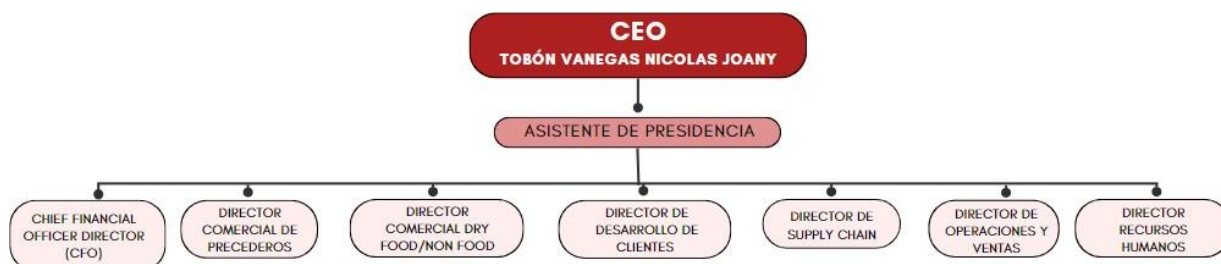 CEO
TOBÓN VANEGAS NICOLAS JOANY
ASISTENTE DE PRESIDENCIA
CHIEF FINANCIAL
OFFICER DIRECTOR
(CFO)
DIRECTOR
COMERCIAL DE
PRECEDEROS
DIRECTOR
COMERCIAL DRY
FOOD/NON FOOD
DIRECTOR DE
DESARROLLO DE
CLIENTES
DIRECTOR DE
SUPPLY CHAIN
DIRECTOR DE
OPERACIONES Y
VENTAS
DIRECTOR
RECURSOS
HUMANOS